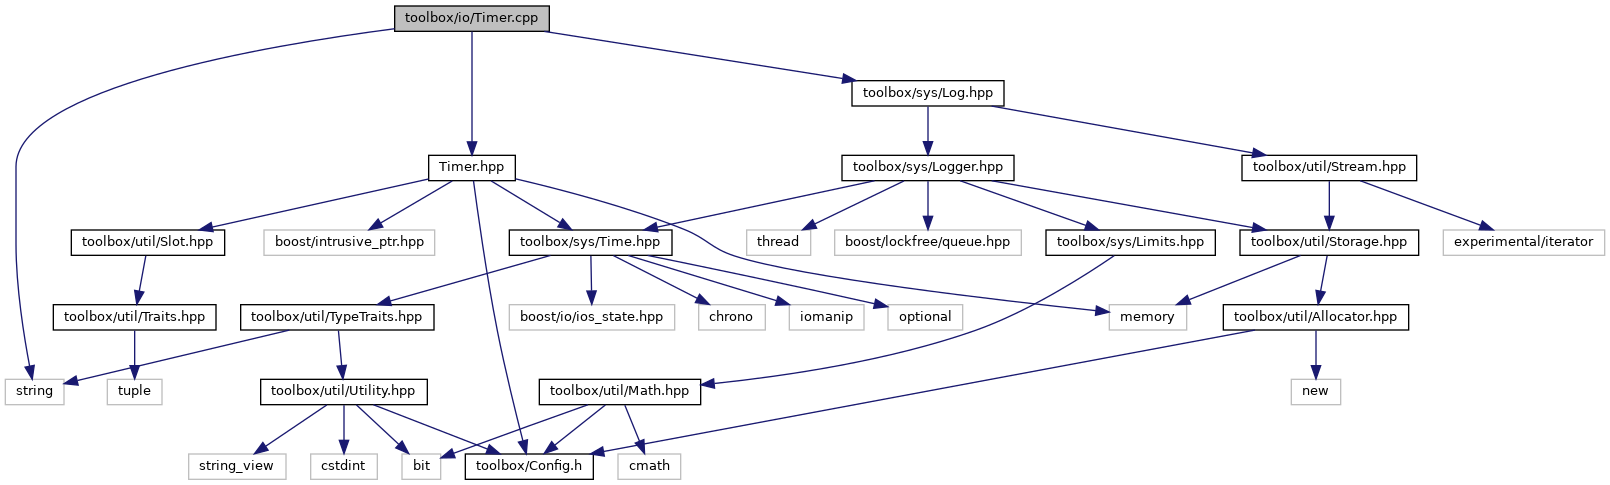 toolbox/io/Timer.cpp
toolbox/sys/Log.hpp
Timer.hpp
toolbox/sys/Logger.hpp
toolbox/util/Stream.hpp
toolbox/util/Slot.hpp
boost/intrusive_ptr.hpp
toolbox/sys/Time.hpp
thread
boost/lockfree/queue.hpp
toolbox/sys/Limits.hpp
toolbox/util/Storage.hpp
experimental/iterator
toolbox/util/Traits.hpp
toolbox/util/TypeTraits.hpp
boost/io/ios_state.hpp
chrono
iomanip
optional
memory
toolbox/util/Allocator.hpp
string
tuple
toolbox/util/Utility.hpp
toolbox/util/Math.hpp
new
string_view
cstdint
bit
toolbox/Config.h
cmath